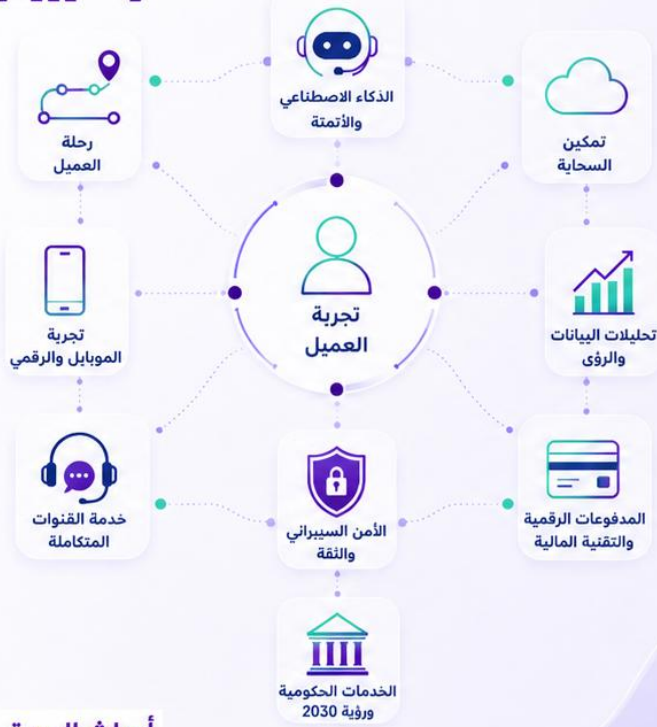 الذكاء الاصطناعي
والأتمتة
تمكين
السحابة
رحلة
العميل
تجربة
العميل
تحليلات البيانات
والرؤى
تجربة
الموبايل والرقمي
المدفوعات الرقمية
والتقنية المالية
الأمن السيبراني
والثقة
خدمة القنوات
المتكاملة
الخدمات الحكومية
ورؤية 2030